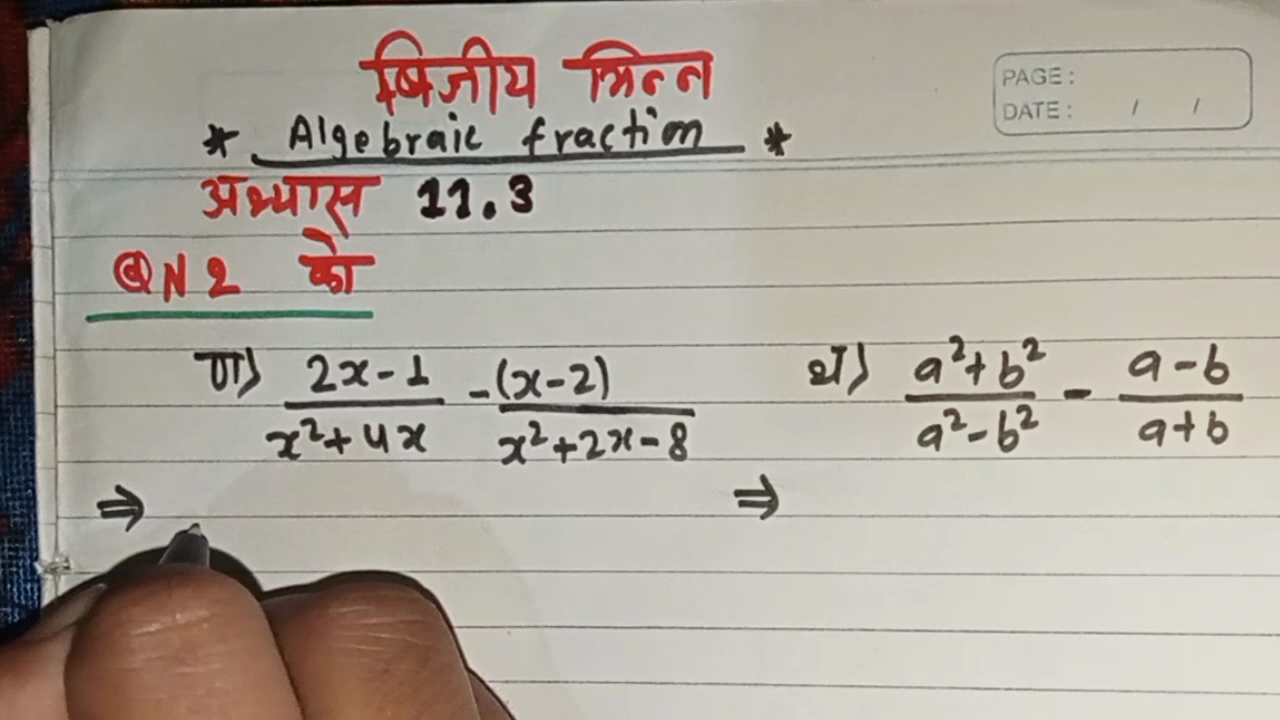 बिजीय भिन्न
PAGE :
* Algebraic fraction *
DATE : / /
अभ्यास 11.3
QN 2 को
ण) (2x-1)/(x²+4x) - (x-2)/(x²+2x-8)
थ) (a²+b²)/(a²-b²) - (a-b)/(a+b)
⇒ ⇒